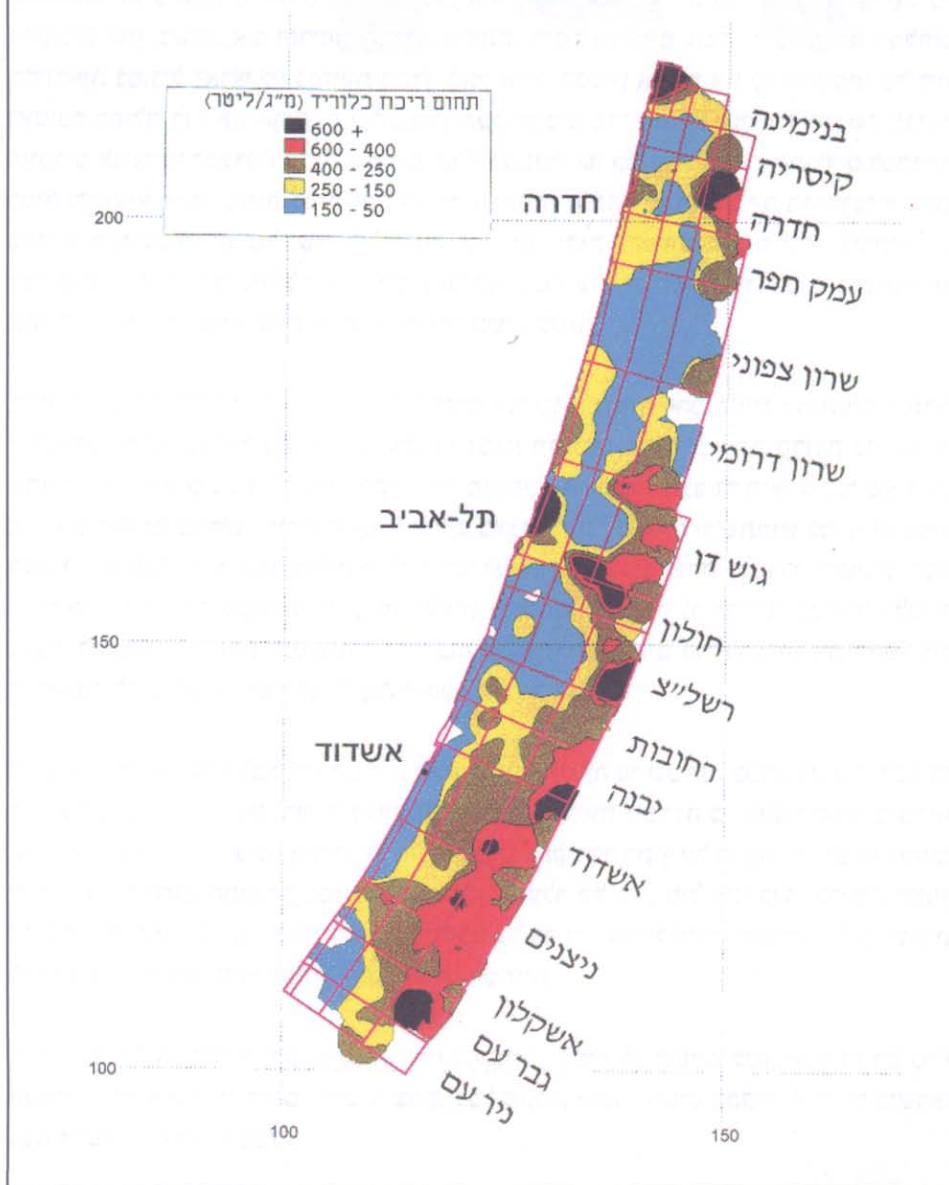 תחום ריכוז כלוריד (מ״ג/ליטר)
600 +
600 - 400
400 - 250
250 - 150
150 - 50
בנימינה
קיסריה
חדרה
חדרה
200
עמק חפר
שרון צפוני
שרון דרומי
תל-אביב
גוש דן
חולון
150
רשל״צ
רחובות
אשדוד
יבנה
אשדוד
ניצנים
אשקלון
גבר עם
100
ניר עם
100
150